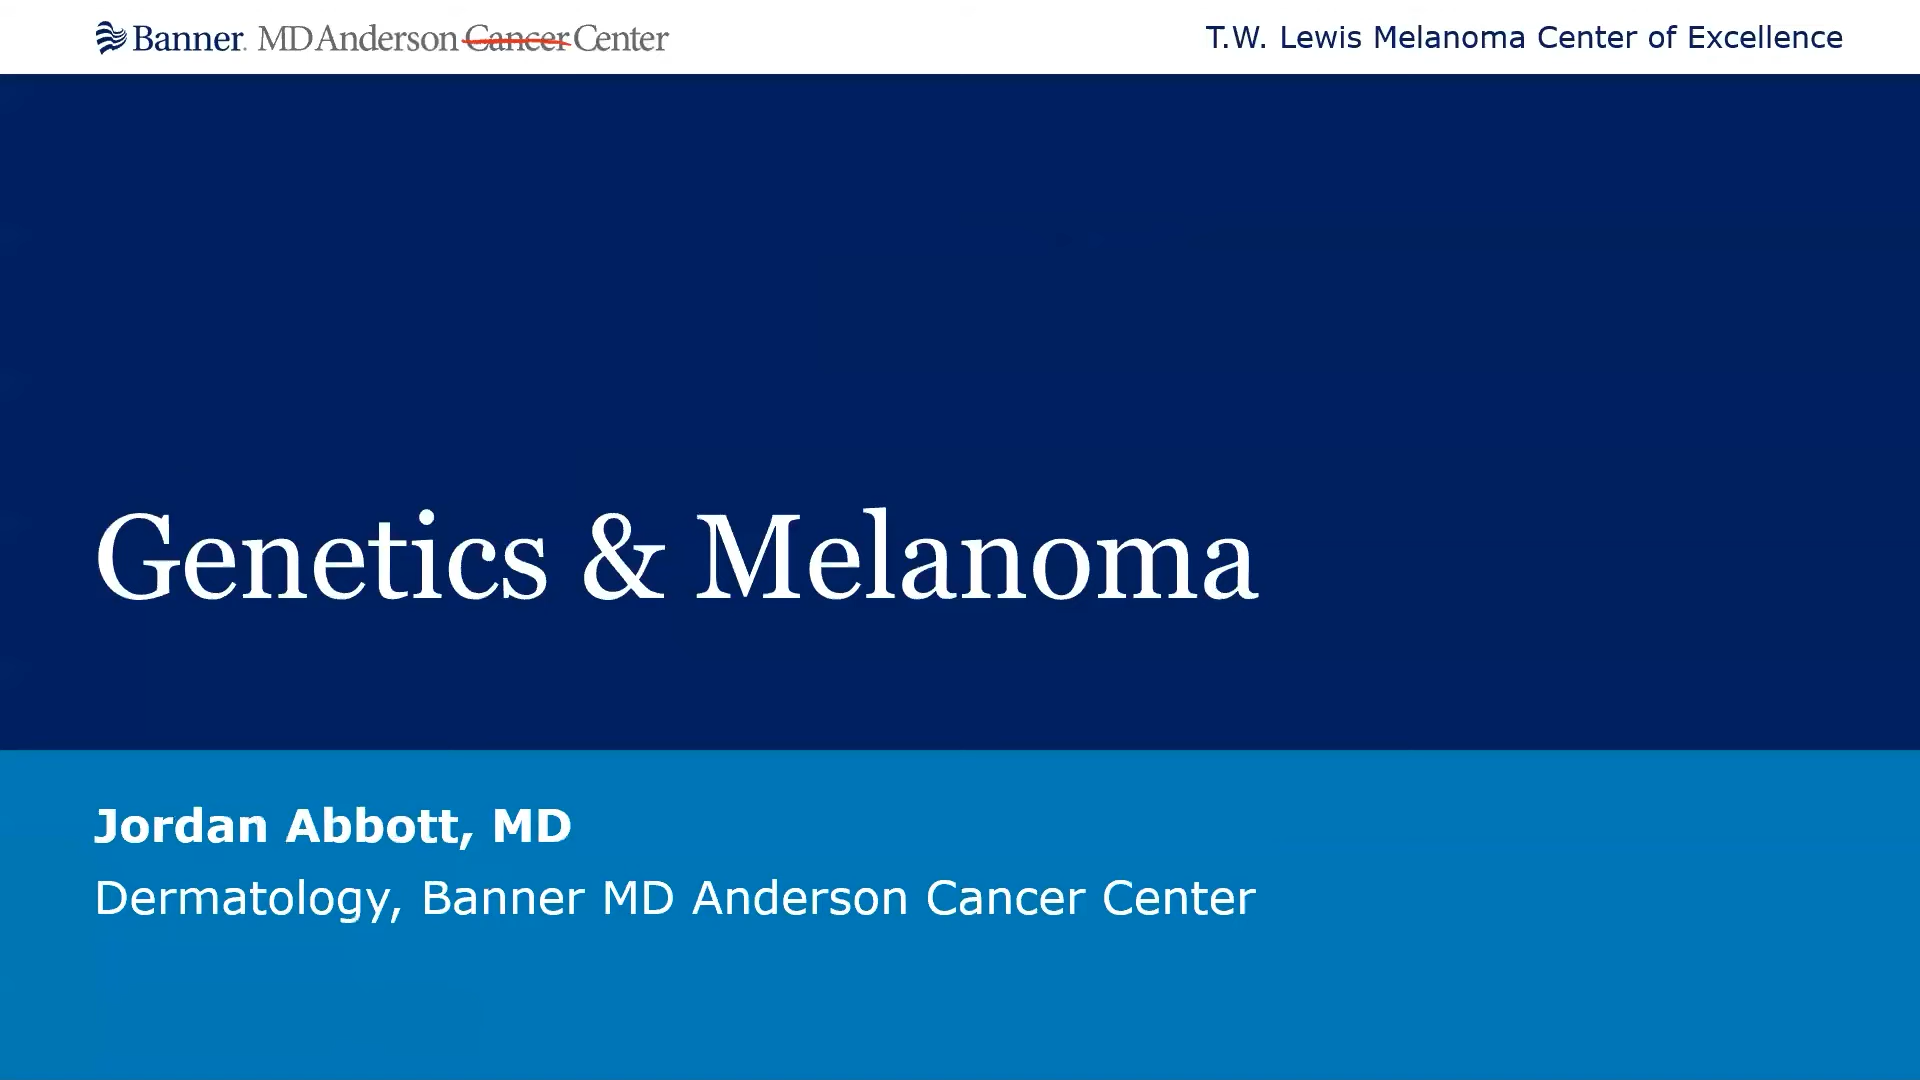 Banner. MD Anderson Cancer Center
T.W. Lewis Melanoma Center of Excellence
Genetics & Melanoma
Jordan Abbott, MD
Dermatology, Banner MD Anderson Cancer Center